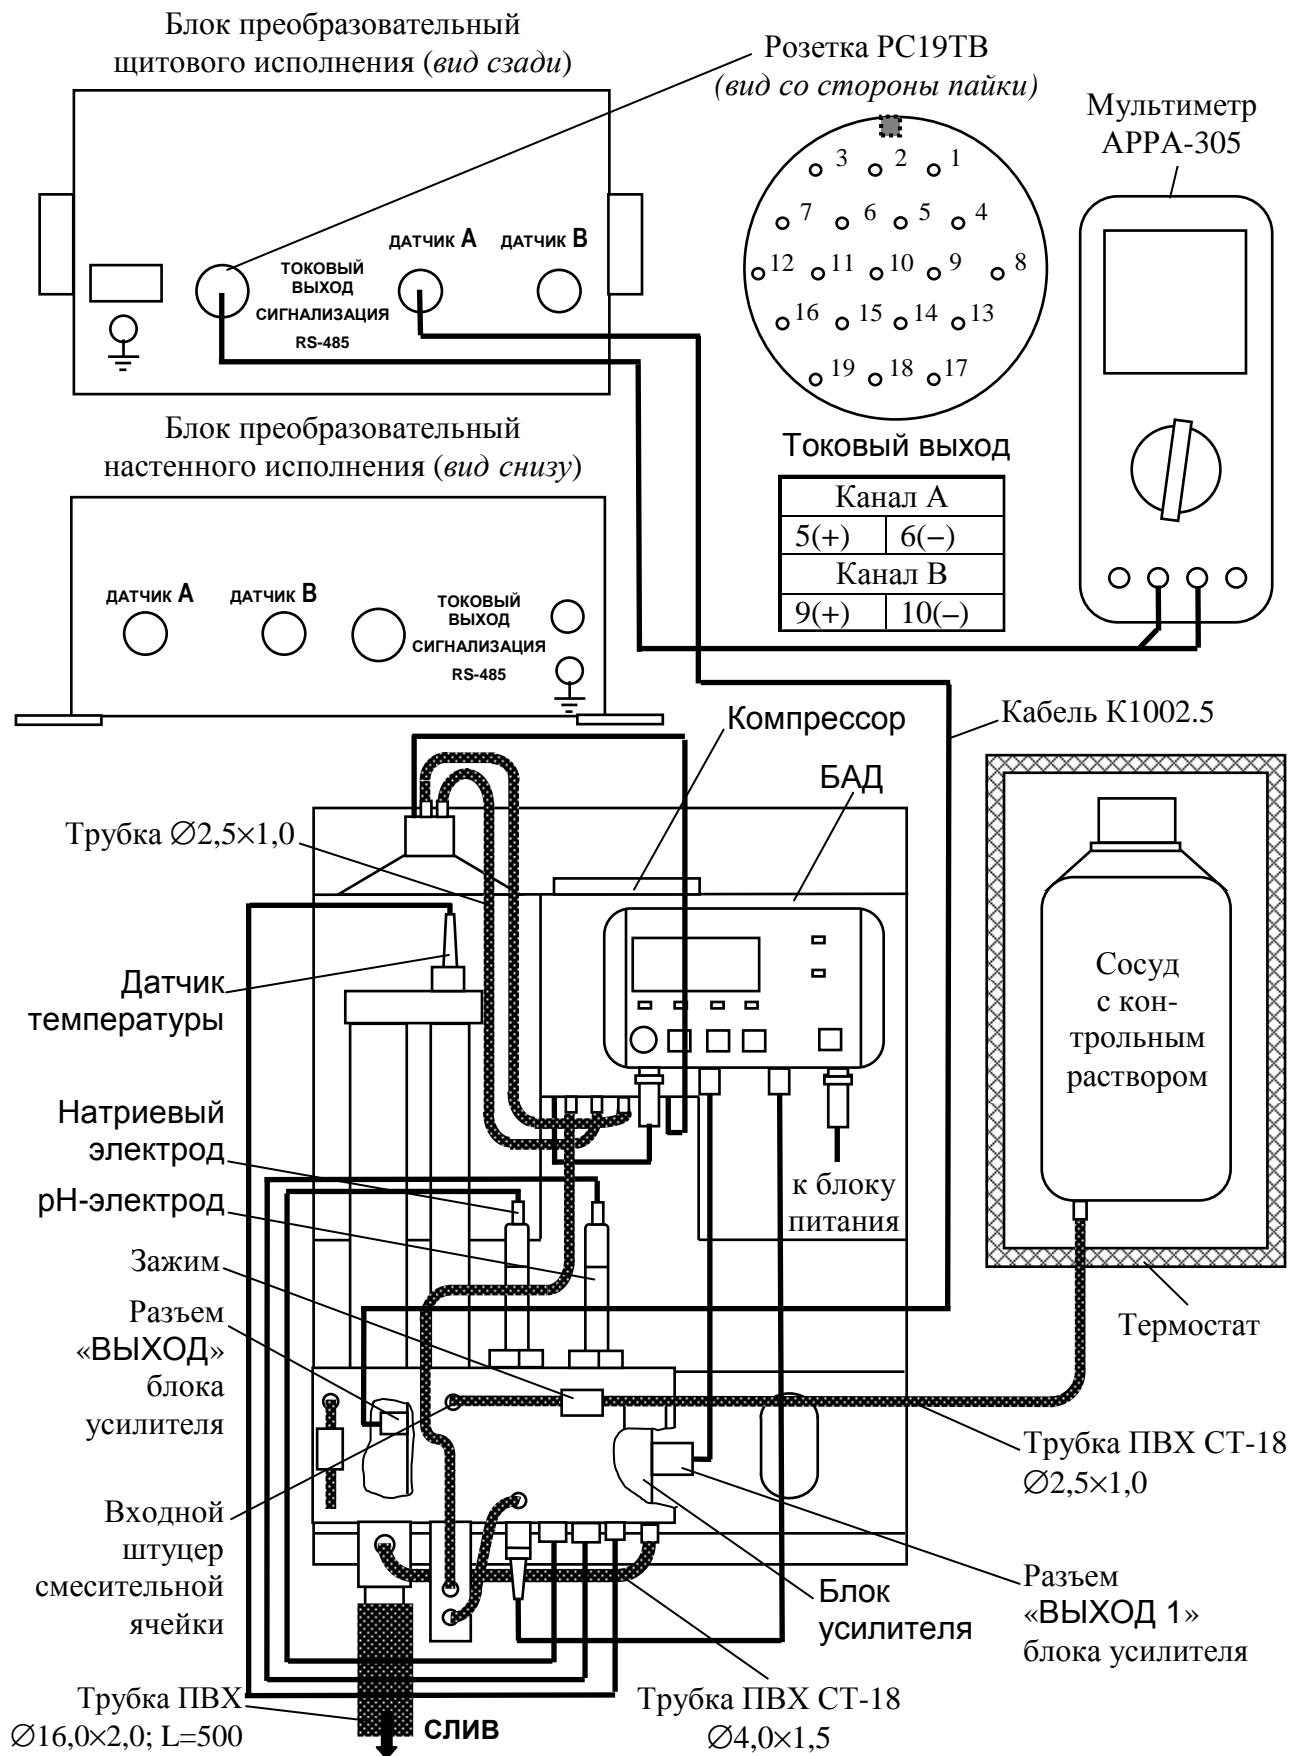 Блок преобразовательный
щитового исполнения (вид сзади)
Розетка РС19ТВ
(вид со стороны пайки)
Мультиметр
АРРА-305
ДАТЧИК А
ДАТЧИК В
ТОКОВЫЙ
ВЫХОД
СИГНАЛИЗАЦИЯ
RS-485
3 2 1
7 6 5 4
12 11 10 9 8
16 15 14 13
19 18 17
Блок преобразовательный
настенного исполнения (вид снизу)
Токовый выход
Канал А
5(+) 6(–)
Канал В
9(+) 10(–)
ДАТЧИК А
ДАТЧИК В
ТОКОВЫЙ
ВЫХОД
СИГНАЛИЗАЦИЯ
RS-485
Компрессор
Кабель К1002.5
БАД
Трубка ∅2,5×1,0
Датчик
температуры
Сосуд
с кон-
трольным
раствором
Натриевый
электрод
pH-электрод
к блоку
питания
Зажим
Термостат
Разъем
«ВЫХОД»
блока
усилителя
Трубка ПВХ СТ-18
∅2,5×1,0
Входной
штуцер
смесительной
ячейки
Блок
усилителя
Разъем
«ВЫХОД 1»
блока усилителя
Трубка ПВХ
∅16,0×2,0; L=500
СЛИВ
Трубка ПВХ СТ-18
∅4,0×1,5